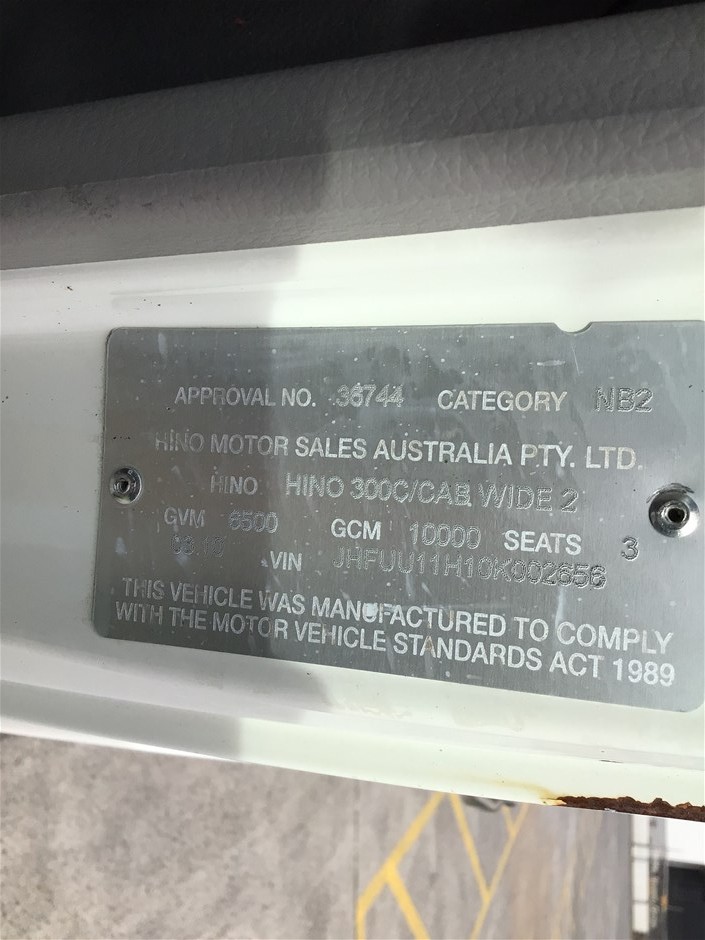 APPROVAL NO. 36744 CATEGORY NB2
HINO MOTOR SALES AUSTRALIA PTY. LTD.
HINO HINO 300C/CAB WIDE 2
GVM 6500 GCM 10000 SEATS 3
VIN JHFUU11H10K002656
THIS VEHICLE WAS MANUFACTURED TO COMPLY
WITH THE MOTOR VEHICLE STANDARDS ACT 1989